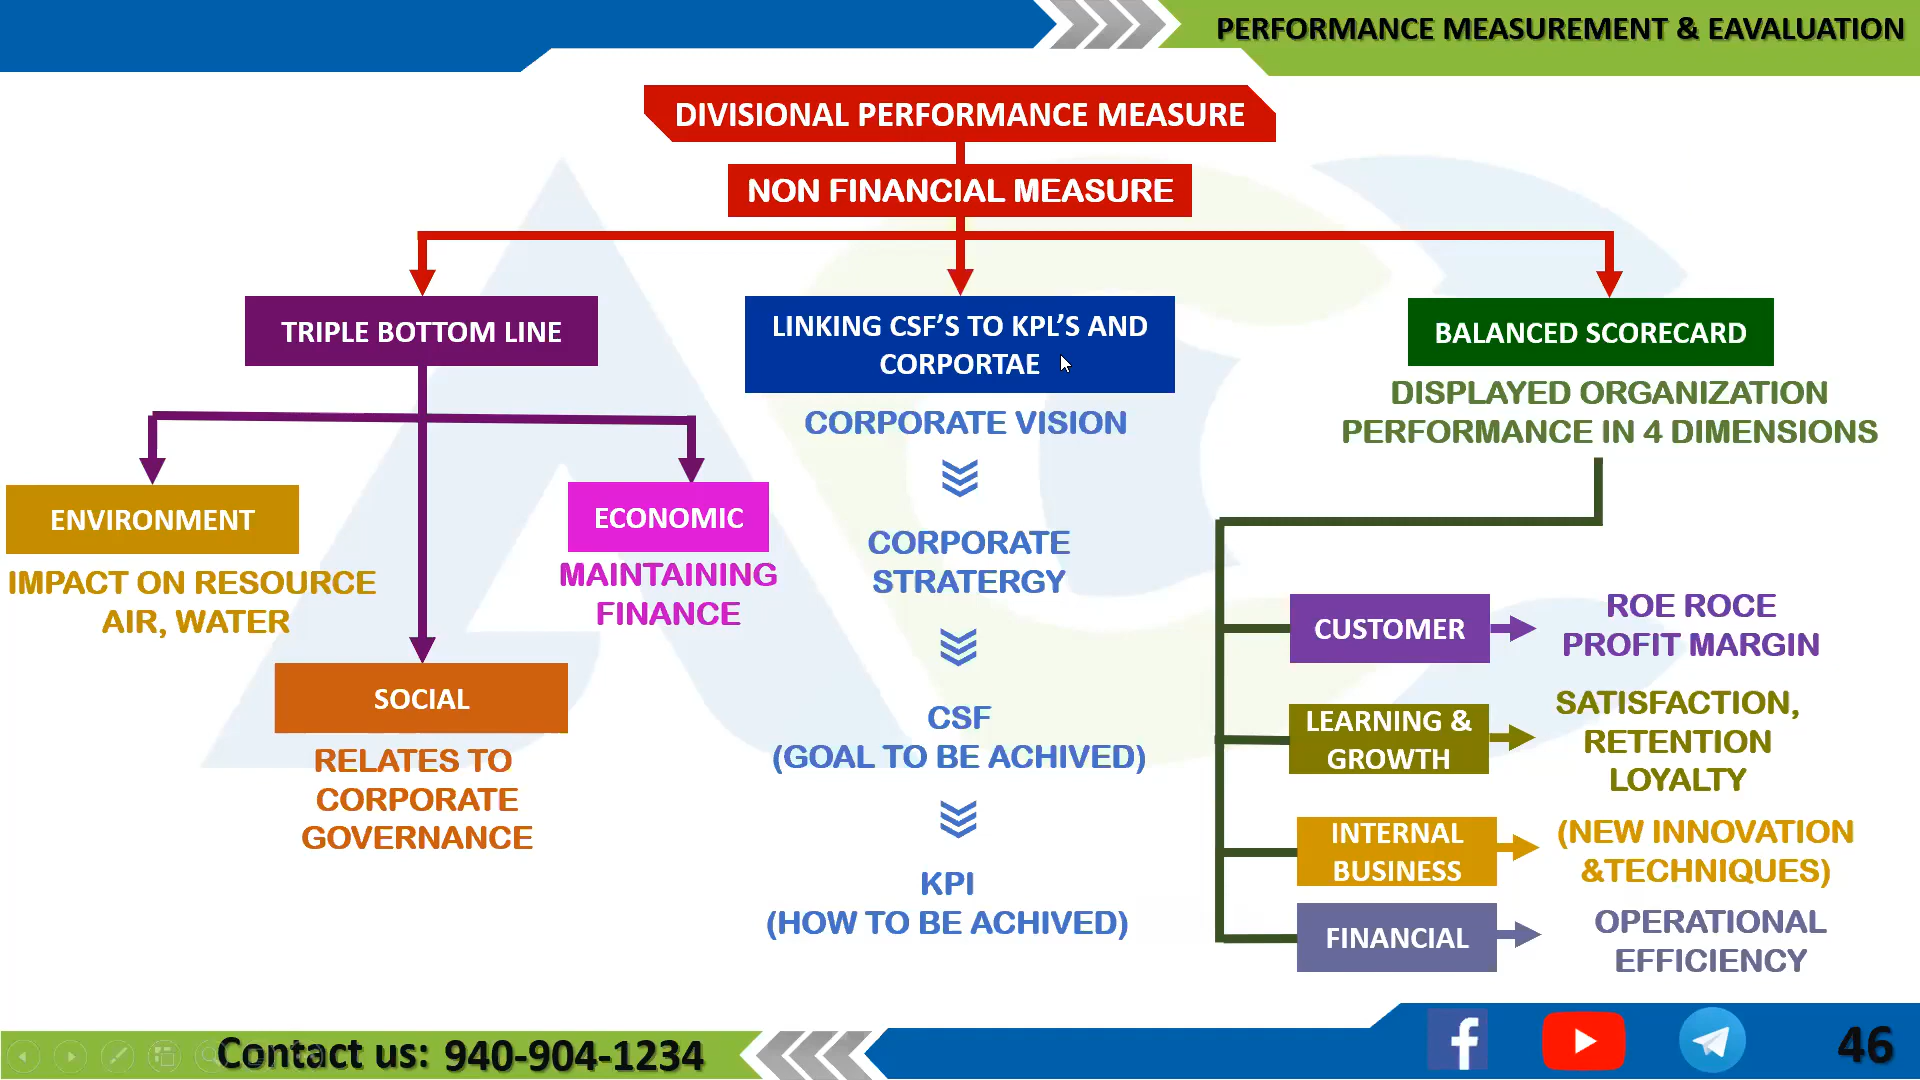 PERFORMANCE MEASUREMENT & EAVALUATION
DIVISIONAL PERFORMANCE MEASURE
NON FINANCIAL MEASURE
TRIPLE BOTTOM LINE
ENVIRONMENT
IMPACT ON RESOURCE
AIR, WATER
ECONOMIC
MAINTAINING
FINANCE
SOCIAL
RELATES TO
CORPORATE
GOVERNANCE
LINKING CSF’S TO KPL’S AND
CORPORTAE
CORPORATE VISION
CORPORATE
STRATERGY
CSF
(GOAL TO BE ACHIVED)
KPI
(HOW TO BE ACHIVED)
BALANCED SCORECARD
DISPLAYED ORGANIZATION
PERFORMANCE IN 4 DIMENSIONS
CUSTOMER
ROE ROCE
PROFIT MARGIN
LEARNING &
GROWTH
SATISFACTION,
RETENTION
LOYALTY
INTERNAL
BUSINESS
(NEW INNOVATION
&TECHNIQUES)
FINANCIAL
OPERATIONAL
EFFICIENCY
Contact us: 940-904-1234
46